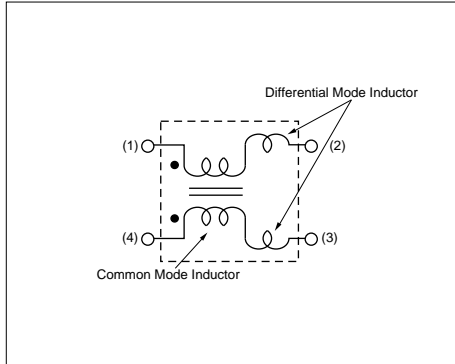 Differential Mode Inductor
(1)
(2)
(4)
(3)
Common Mode Inductor